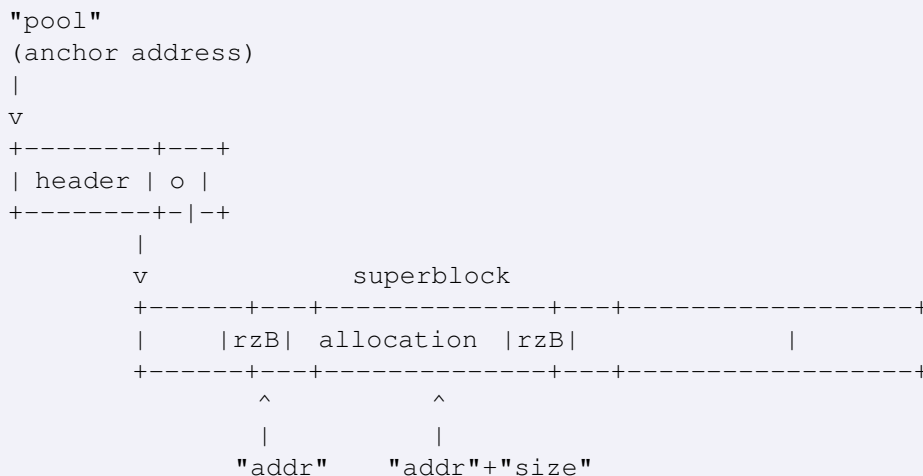 "pool"
(anchor address)
|
v
+--------+---+
| header | o |
+--------+-|-+
         |
         v              superblock
         +------+---+--------------+---+------------------+
         |      |rzB|  allocation  |rzB|                  |
         +------+---+--------------+---+------------------+
                 ^            ^
                 |            |
               "addr"     "addr"+"size"